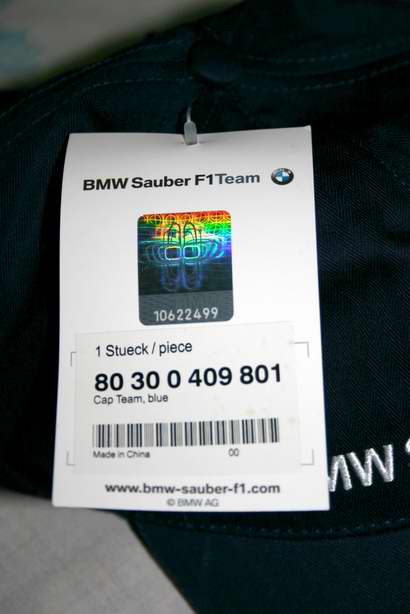 BMW Sauber F1Team
10622499
1 Stueck / piece
80 30 0 409 801
Cap Team, blue
Made in China 00
www.bmw-sauber-f1.com
© BMW AG
MW